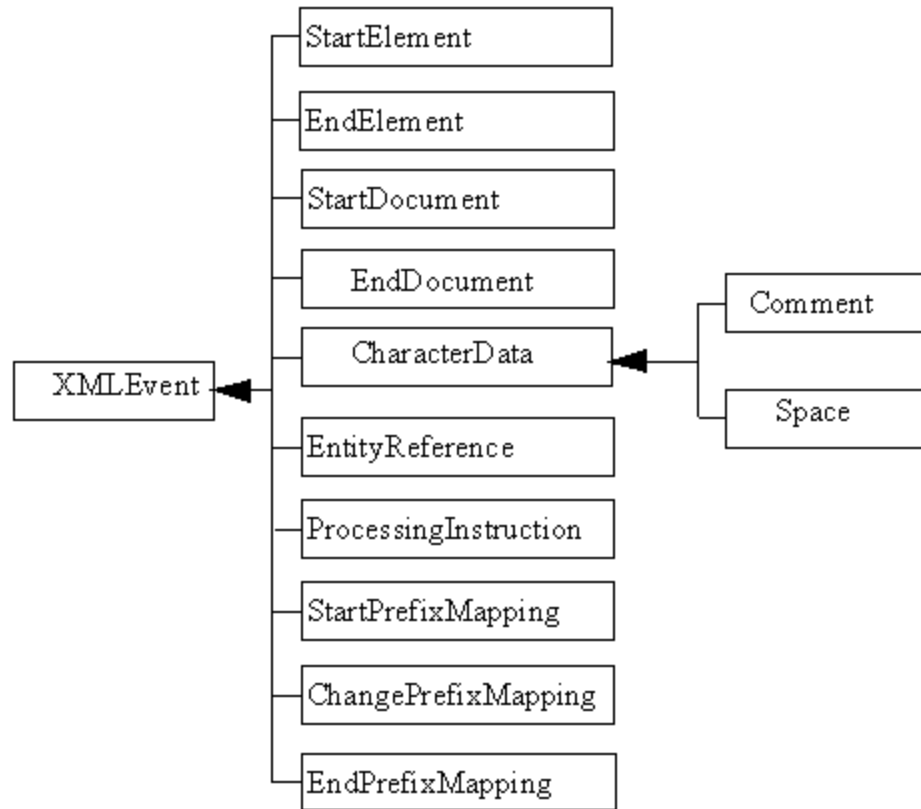 StartElement
EndElement
StartDocument
EndDocument
Comment
CharacterData
XMLEvent
Space
EntityReference
ProcessingInstruction
StartPrefixMapping
ChangePrefixMapping
EndPrefixMapping